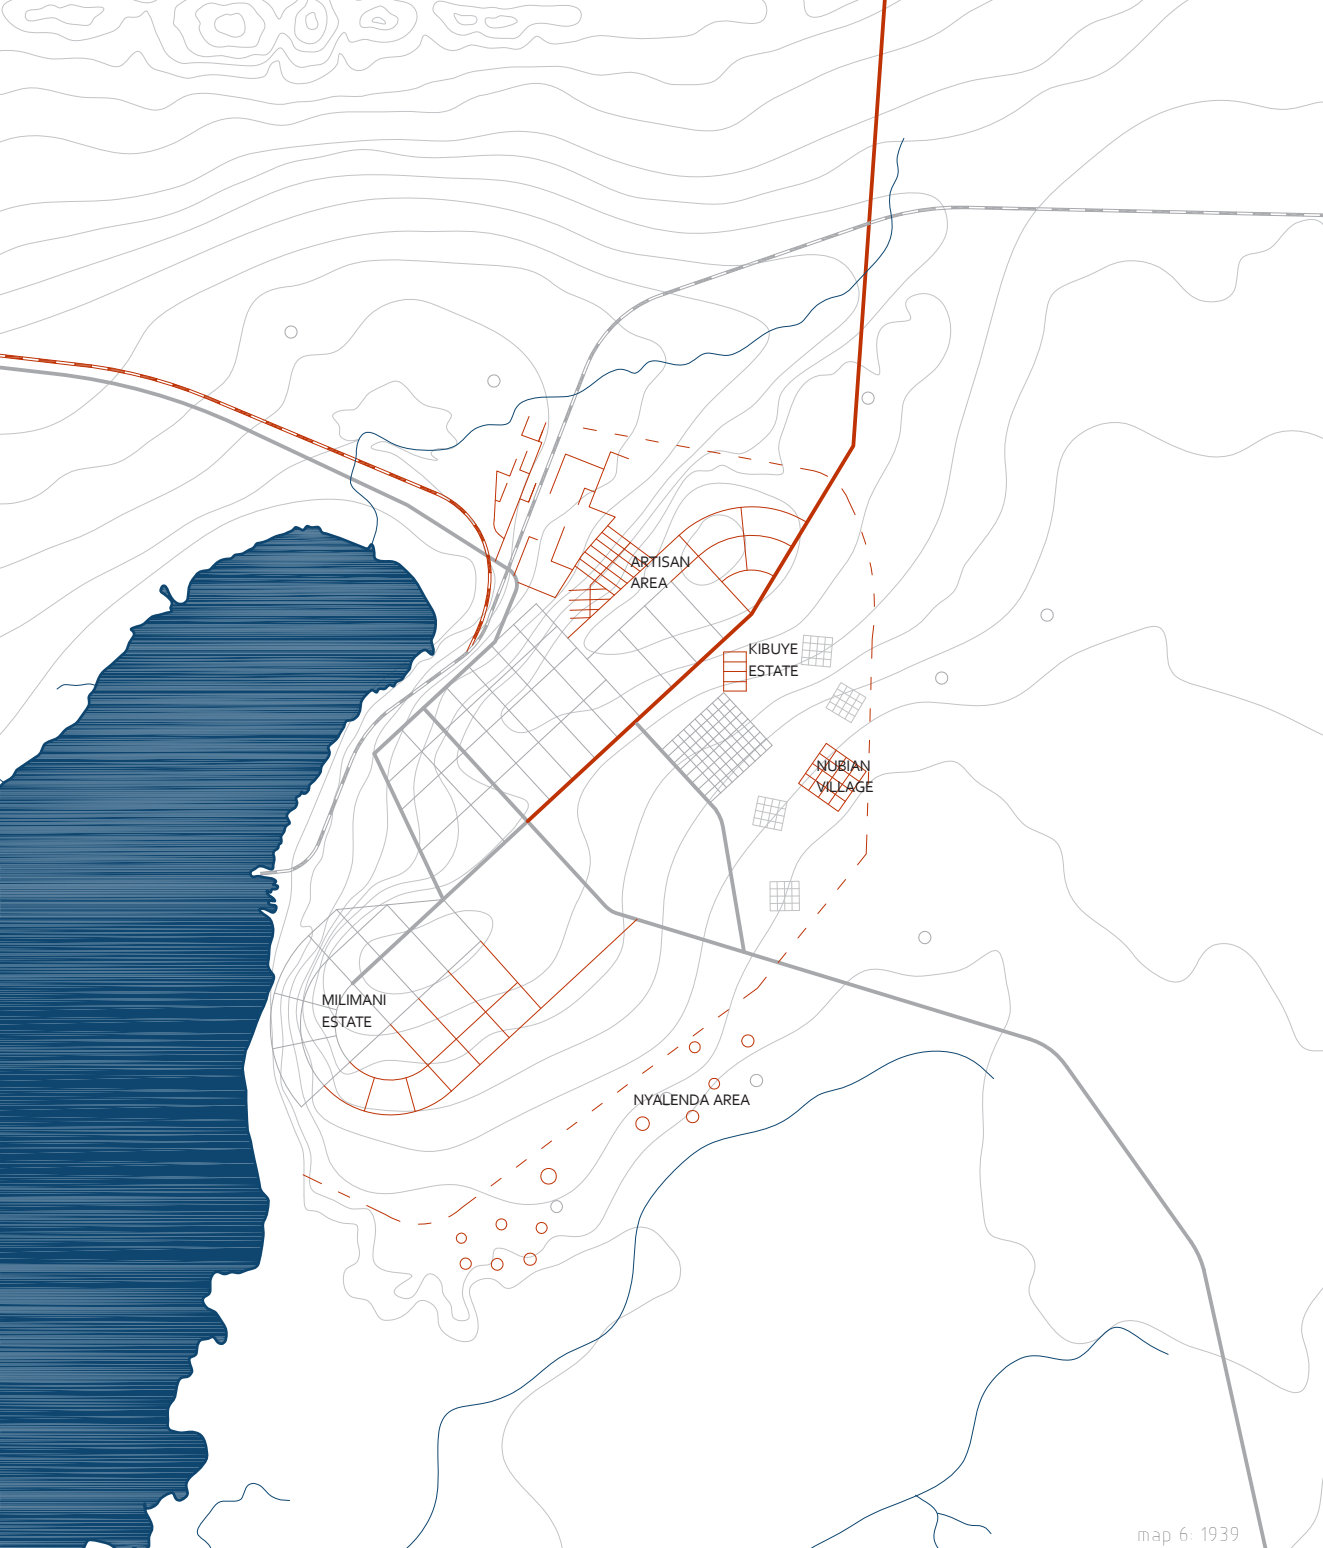 ARTISAN
AREA
KIBUYE
ESTATE
NUBIAN
VILLAGE
MILIMANI
ESTATE
NYALENDA AREA
map 6: 1939